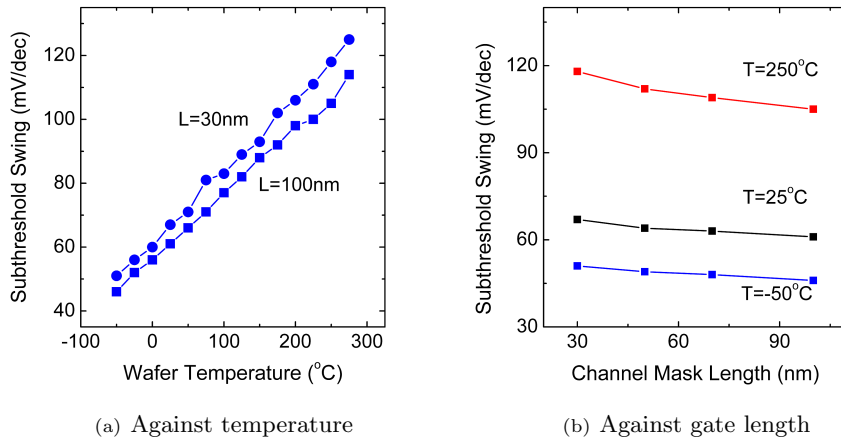 120
100
80
60
40
-100
0
100
200
300
Subthreshold Swing (mV/dec)
Wafer Temperature (°C)
L=30nm
L=100nm
(a) Against temperature
120
90
60
30
30
60
90
Subthreshold Swing (mV/dec)
Channel Mask Length (nm)
T=250°C
T=25°C
T=-50°C
(b) Against gate length